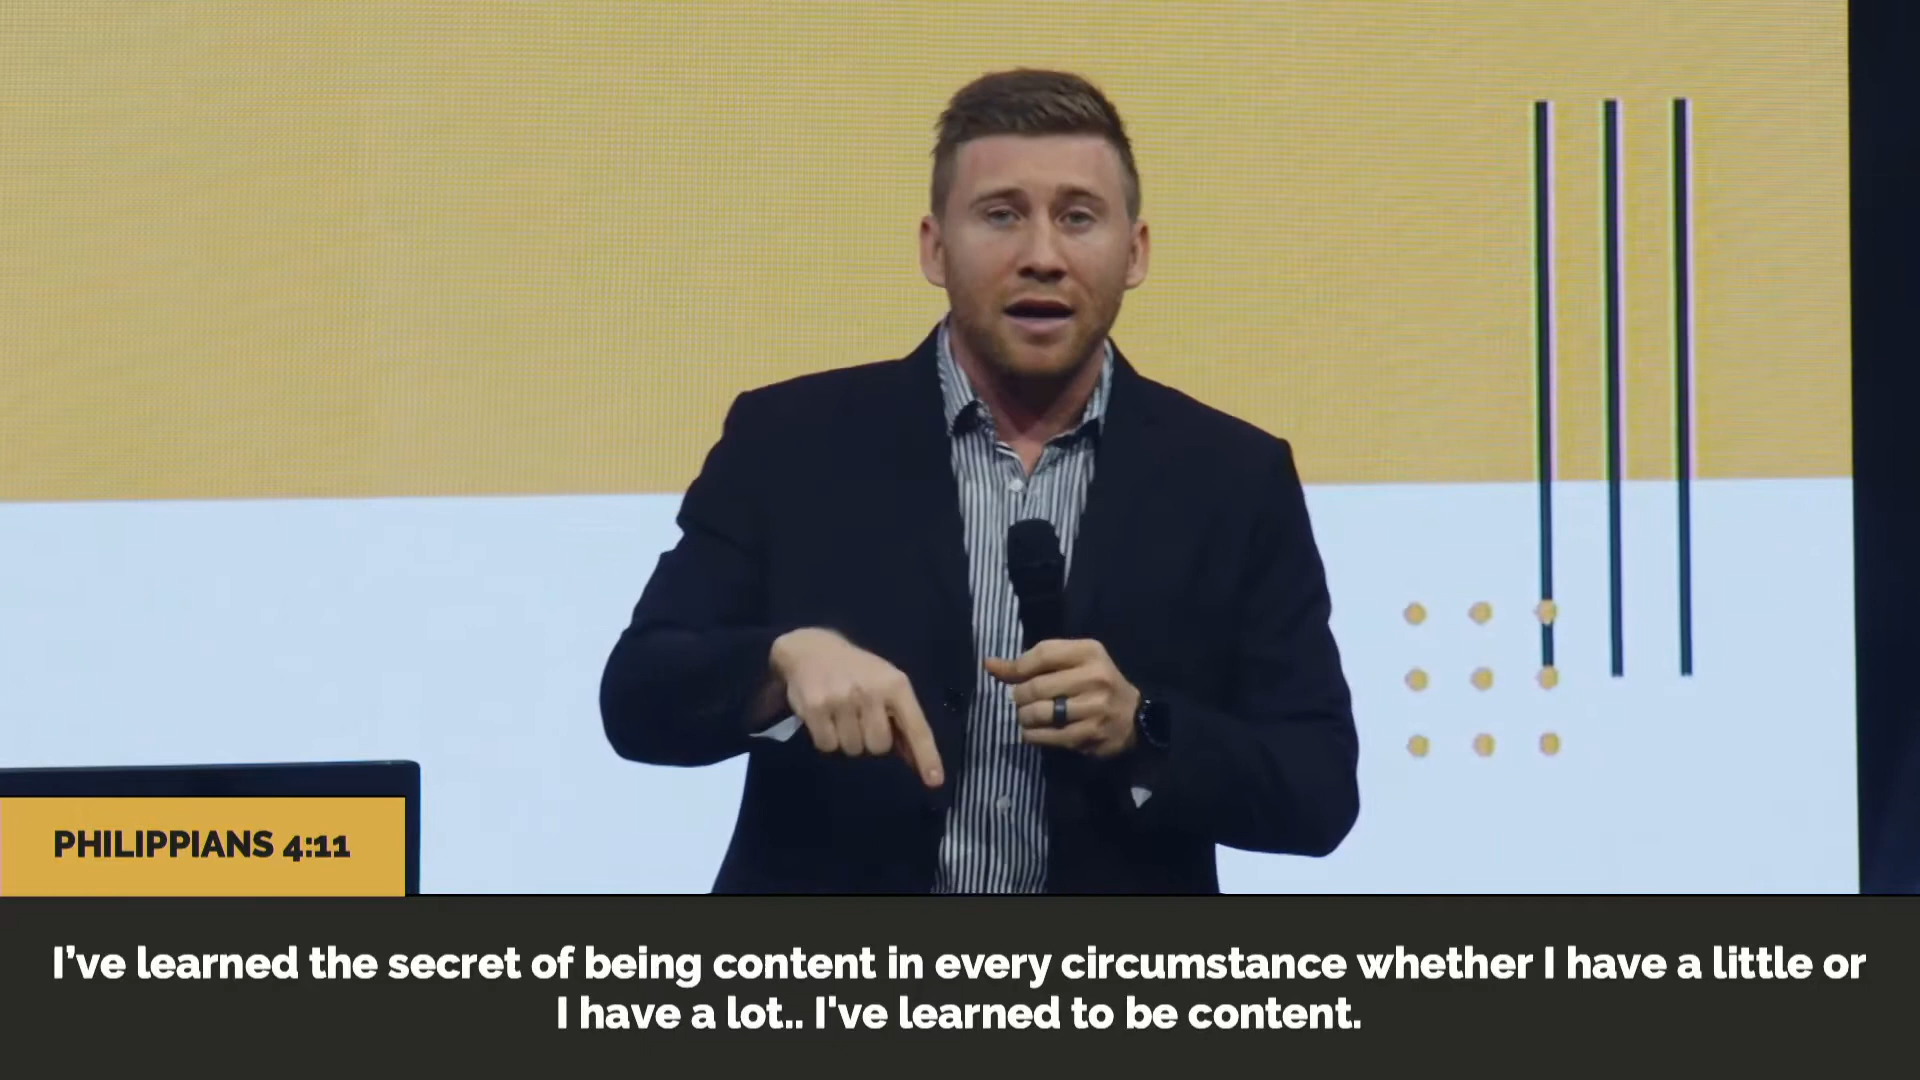 PHILIPPIANS 4:11
I’ve learned the secret of being content in every circumstance whether I have a little or
I have a lot.. I've learned to be content.